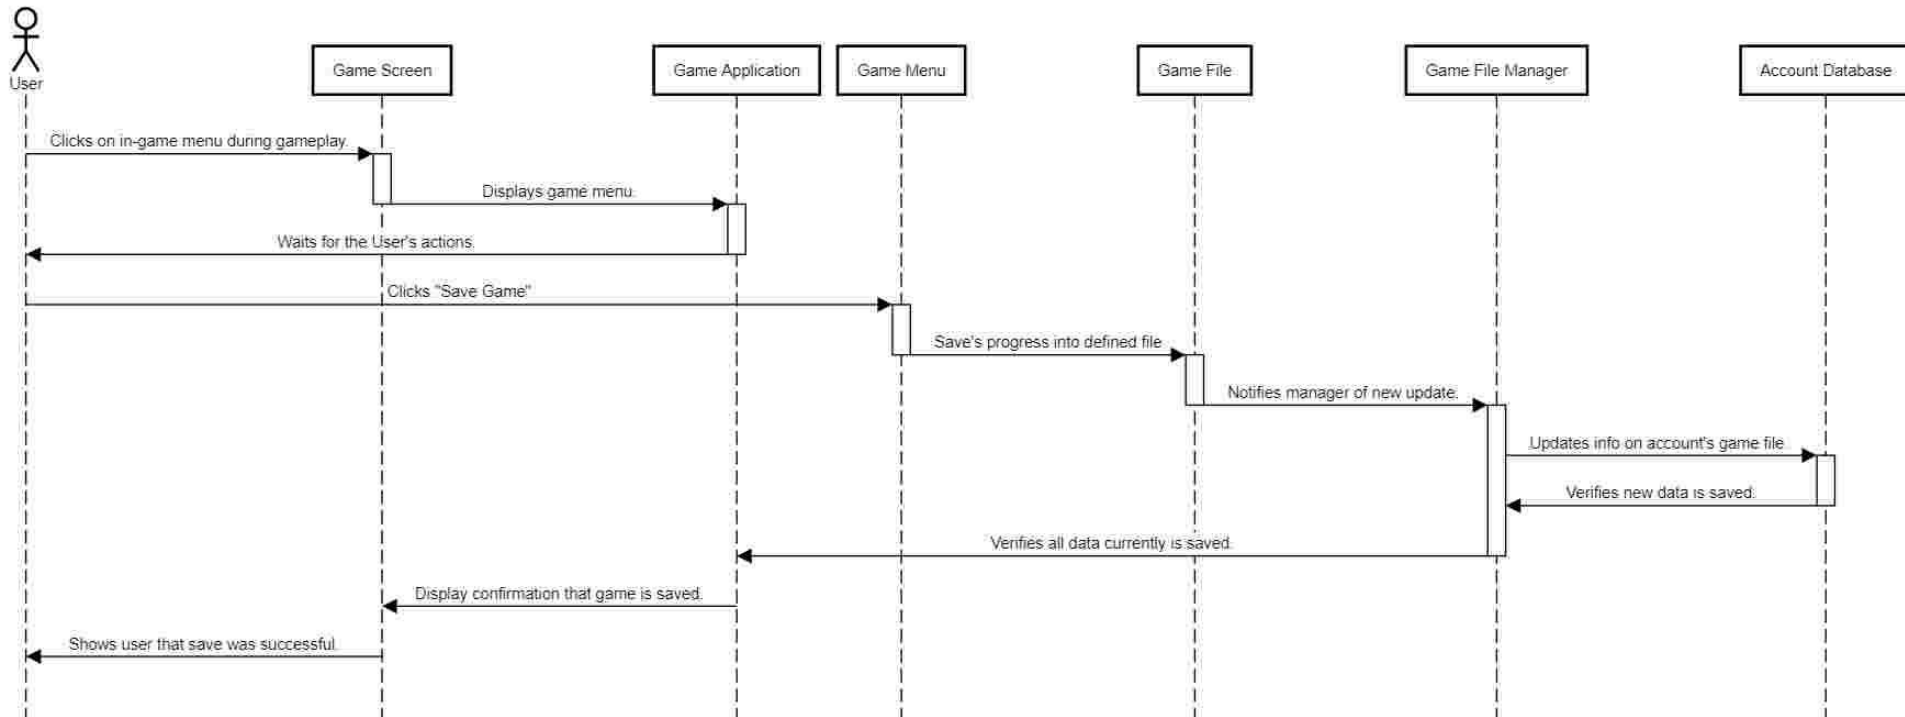 User
Game Screen
Game Application
Game Menu
Game File
Game File Manager
Account Database
Clicks on in-game menu during gameplay.
Displays game menu.
Waits for the User's actions.
Clicks "Save Game"
Save's progress into defined file
Notifies manager of new update.
Updates info on account's game file
Verifies new data is saved.
Verifies all data currently is saved.
Display confirmation that game is saved.
Shows user that save was successful.